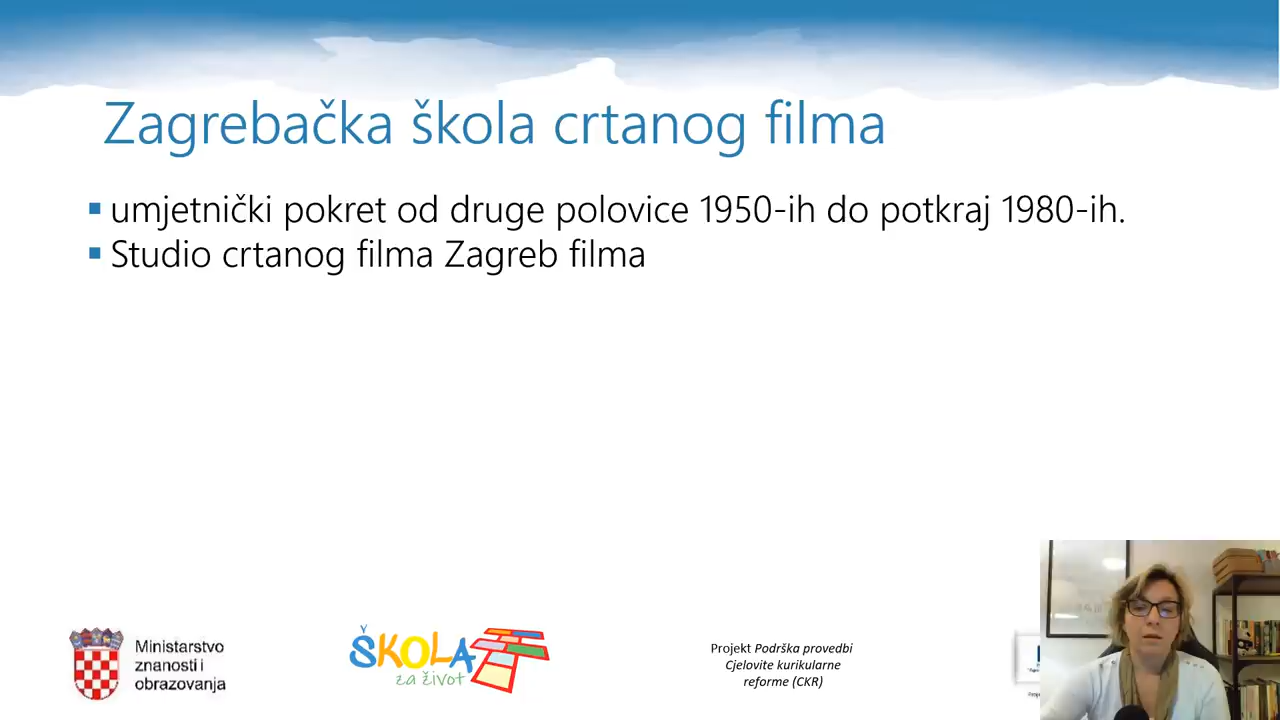 Zagrebačka škola crtanog filma
umjetnički pokret od druge polovice 1950-ih do potkraj 1980-ih.
Studio crtanog filma Zagreb filma
Ministarstvo
znanosti i
obrazovanja
ŠKOLA
za život
Projekt Podrška provedbi
Cjelovite kurikularne
reforme (CKR)